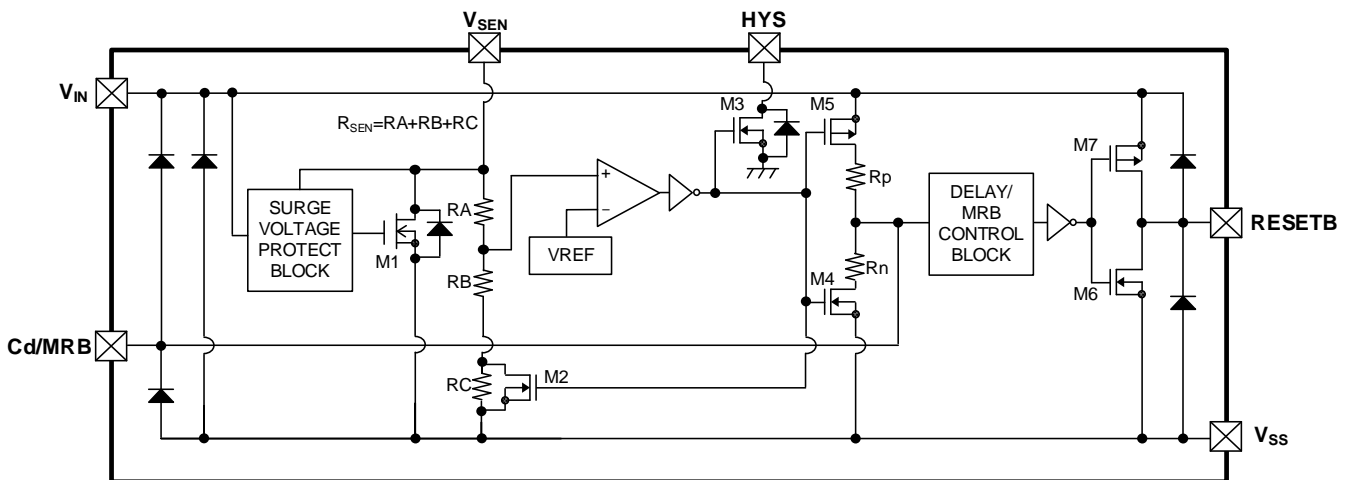 VSEN
HYS
VIN
RSEN=RA+RB+RC
M3
M5
M7
Rp
RA
SURGE
VOLTAGE
PROTECT
BLOCK
M1
VREF
DELAY/
MRB
CONTROL
BLOCK
RESETB
RB
Rn
M4
M6
Cd/MRB
RC
M2
VSS
+
−